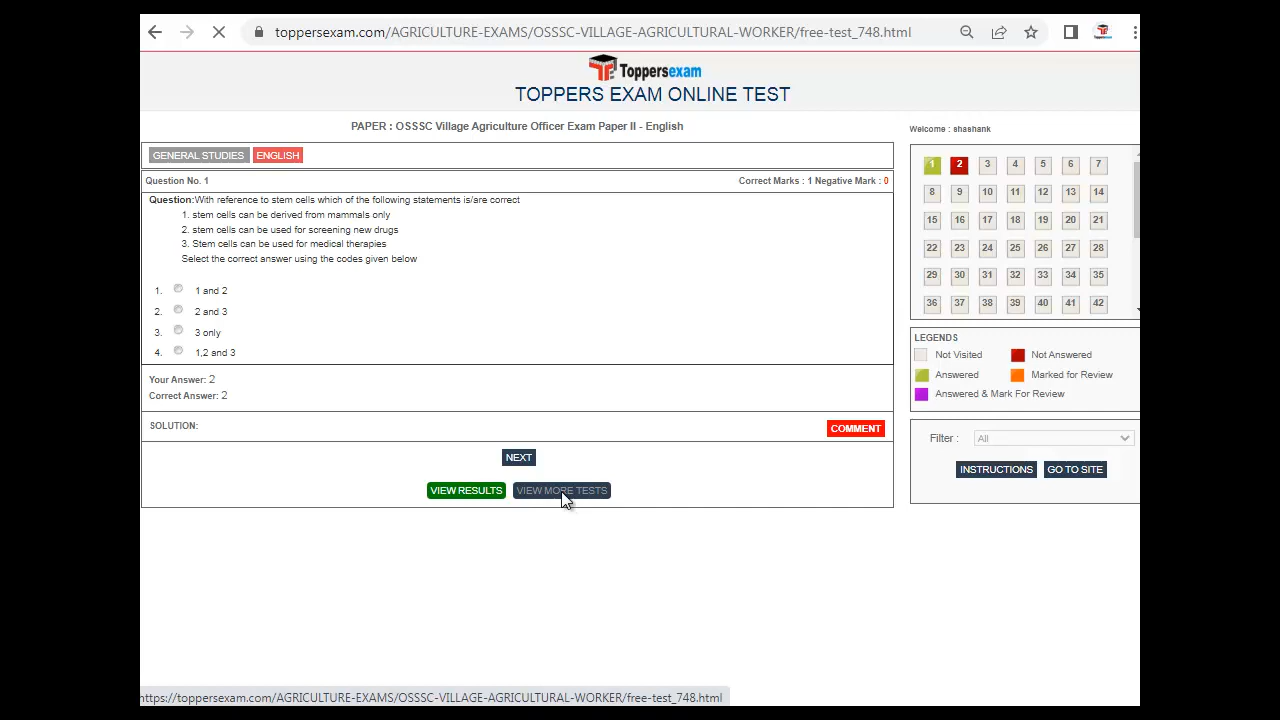 toppersexam.com/AGRICULTURE-EXAMS/OSSSC-VILLAGE-AGRICULTURAL-WORKER/free-test_748.html
Toppersexam
TOPPERS EXAM ONLINE TEST
PAPER : OSSSC Village Agriculture Officer Exam Paper II - English
Welcome : shashank
GENERAL STUDIES ENGLISH
Question No. 1 Correct Marks : 1 Negative Mark : 0
Question:With reference to stem cells which of the following statements is/are correct
1. stem cells can be derived from mammals only
2. stem cells can be used for screening new drugs
3. Stem cells can be used for medical therapies
Select the correct answer using the codes given below
1. 1 and 2
2. 2 and 3
3. 3 only
4. 1,2 and 3
Your Answer: 2
Correct Answer: 2
SOLUTION: COMMENT
NEXT
VIEW RESULTS VIEW MORE TESTS
1 2 3 4 5 6 7
8 9 10 11 12 13 14
15 16 17 18 19 20 21
22 23 24 25 26 27 28
29 30 31 32 33 34 35
36 37 38 39 40 41 42
LEGENDS
Not Visited Not Answered
Answered Marked for Review
Answered & Mark For Review
Filter : All
INSTRUCTIONS GO TO SITE
https://toppersexam.com/AGRICULTURE-EXAMS/OSSSC-VILLAGE-AGRICULTURAL-WORKER/free-test_748.html